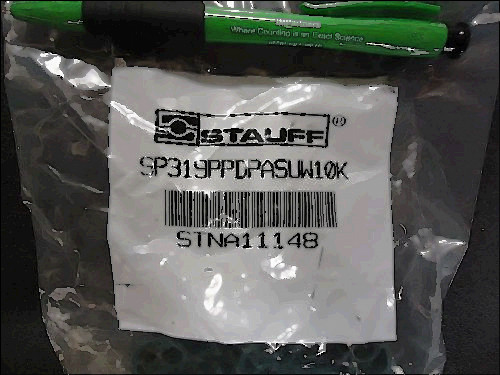 Where Counting is an Exact Science
STAUFF®
SP319PPDPASUW10K
STNA11148